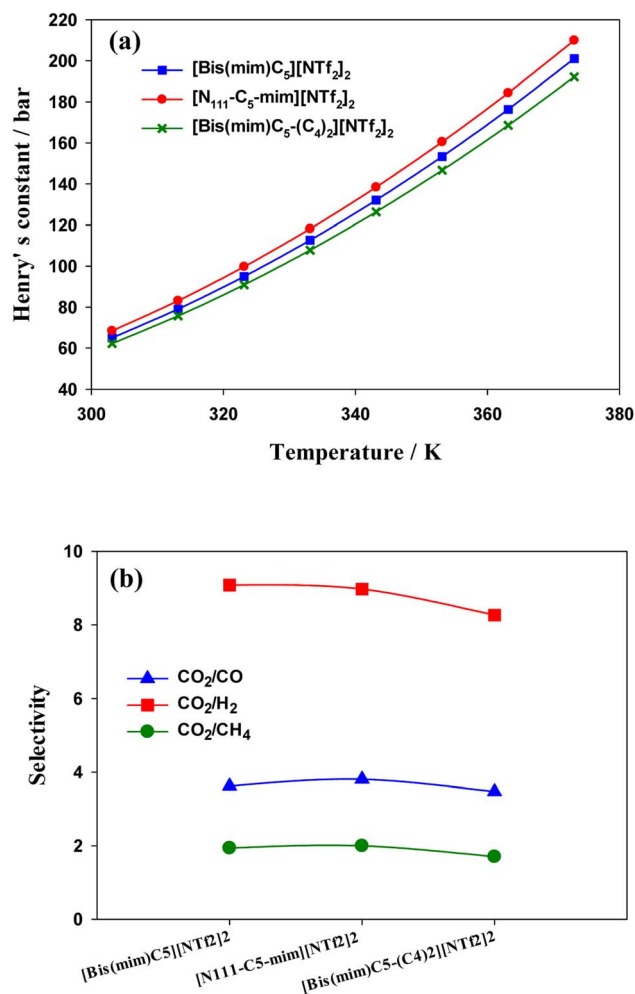 (a)
[Bis(mim)C5][NTf2]2
[N111-C5-mim][NTf2]2
[Bis(mim)C5-(C4)2][NTf2]2
220
200
180
160
140
120
100
80
60
40
Henry' s constant / bar
300 320 340 360 380
Temperature / K
(b)
CO2/CO
CO2/H2
CO2/CH4
10
8
6
4
2
0
Selectivity
[Bis(mim)C5][NTf2]2
[N111-C5-mim][NTf2]2
[Bis(mim)C5-(C4)2][NTf2]2